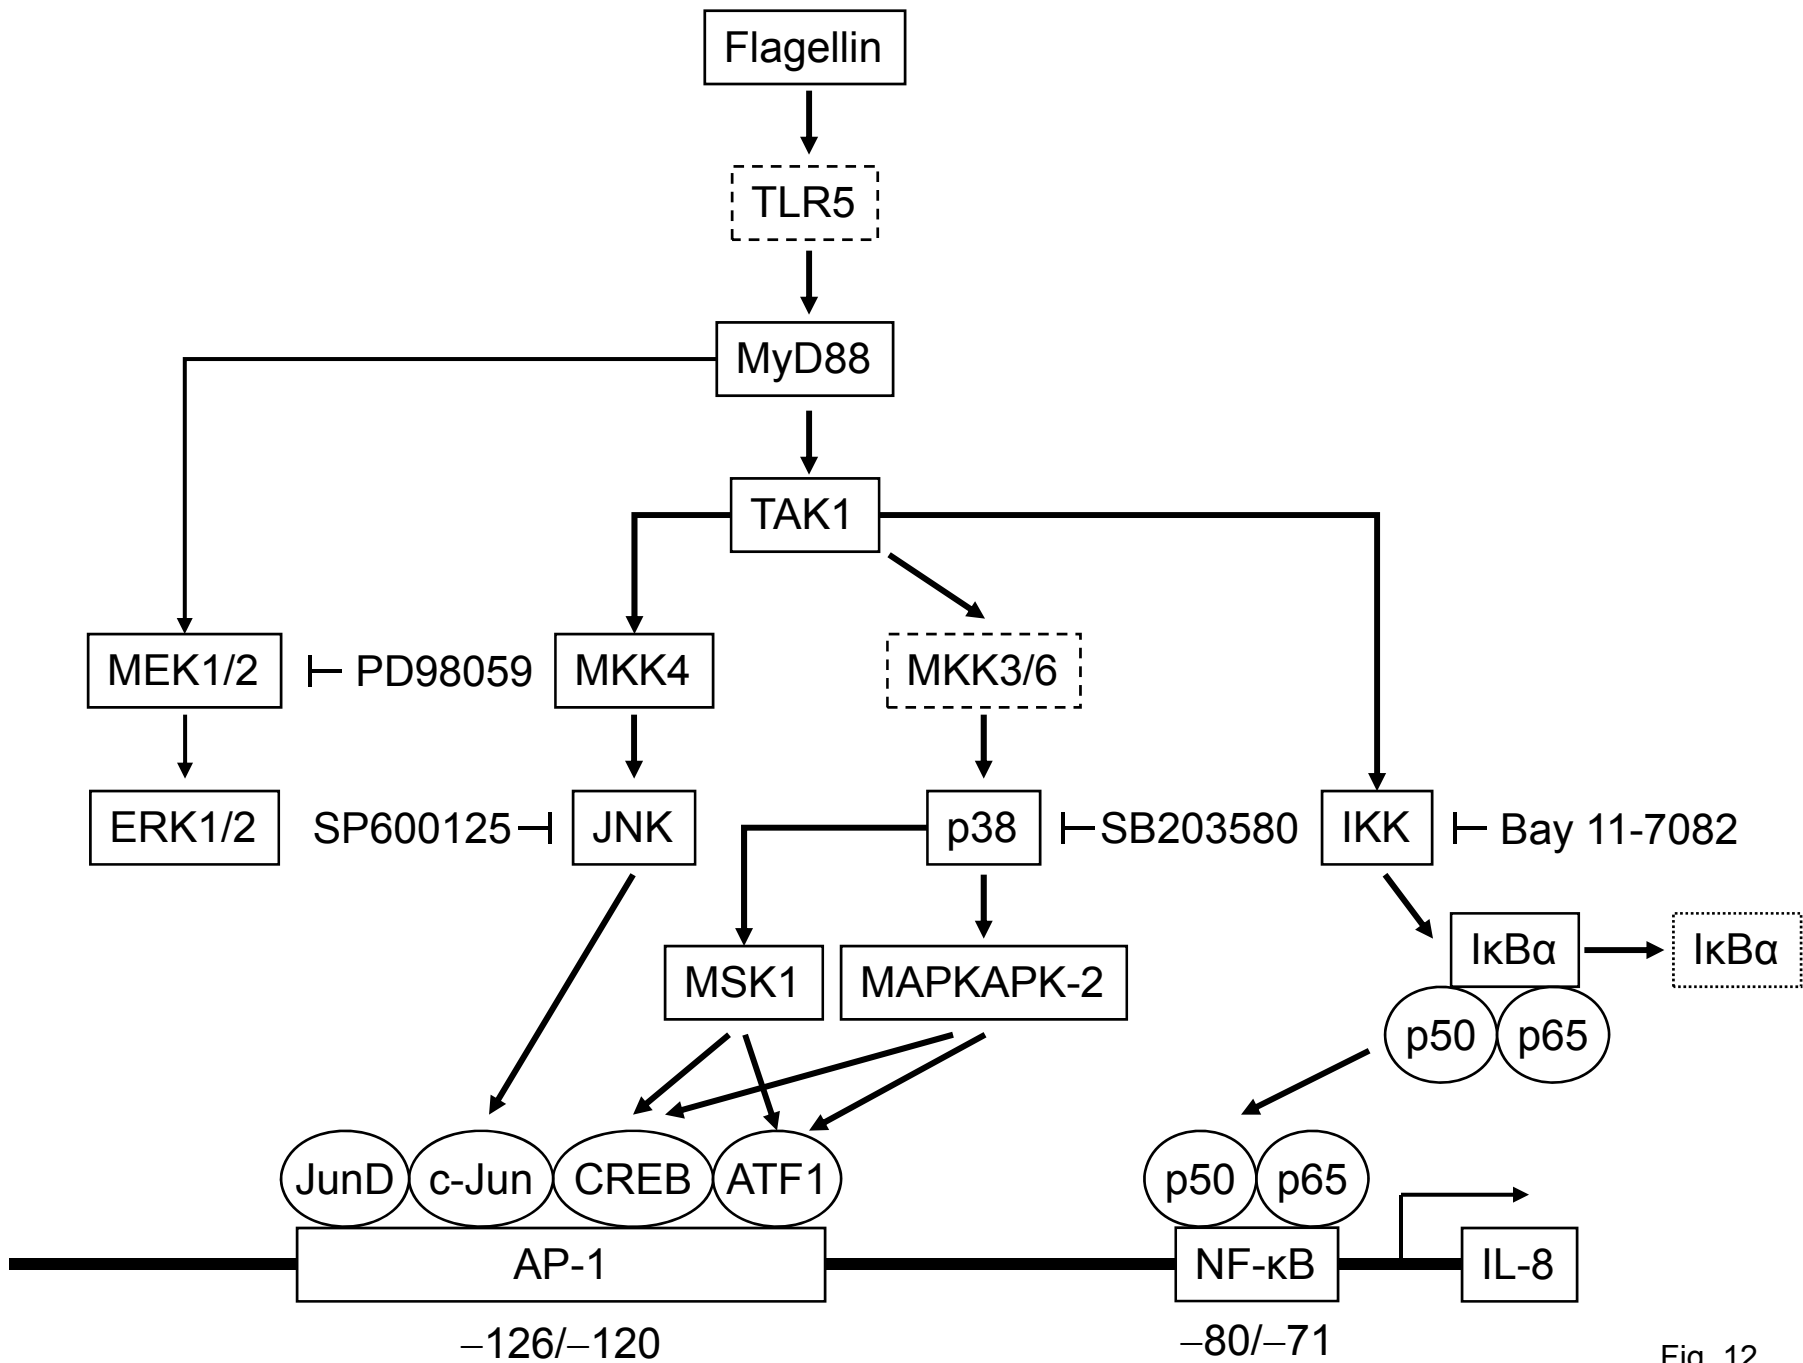 Flagellin
TLR5
MyD88
TAK1
MEK1/2
PD98059
MKK4
MKK3/6
ERK1/2
SP600125
JNK
p38
SB203580
IKK
Bay 11-7082
IκBα
IκBα
MSK1
MAPKAPK-2
p50
p65
JunD
c-Jun
CREB
ATF1
p50
p65
AP-1
NF-κB
IL-8
−126/−120
−80/−71
Fig. 12